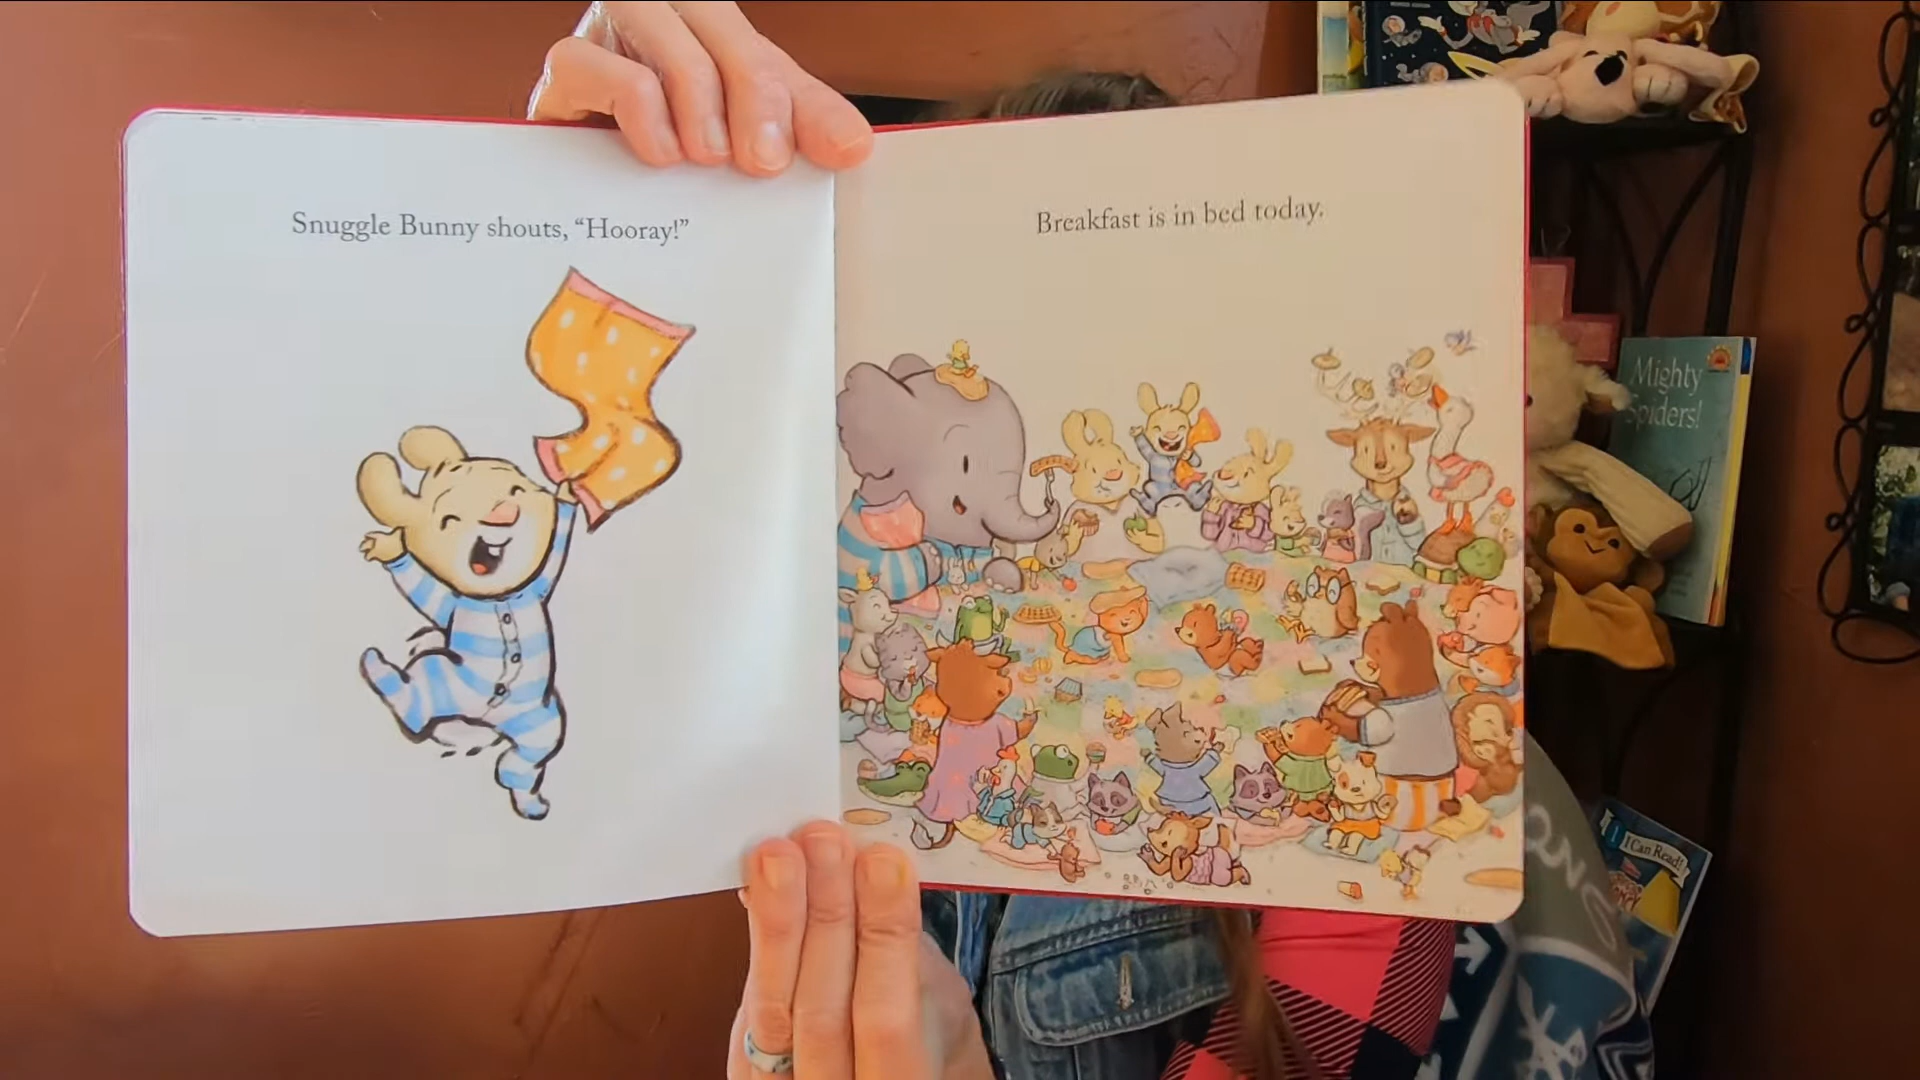 Snuggle Bunny shouts, “Hooray!”
Breakfast is in bed today.
Mighty
Spiders!
I Can Read!